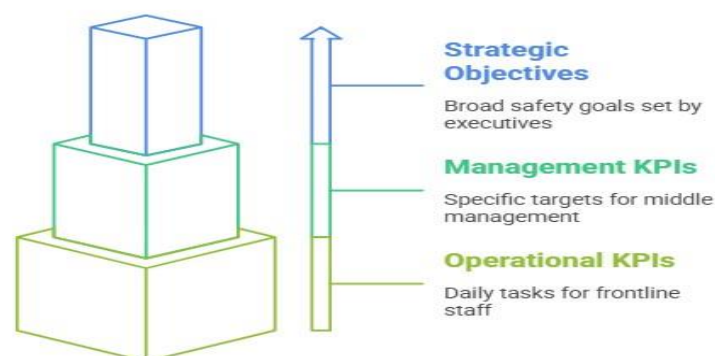 Strategic
Objectives
Broad safety goals set by
executives
Management KPIs
Specific targets for middle
management
Operational KPIs
Daily tasks for frontline
staff